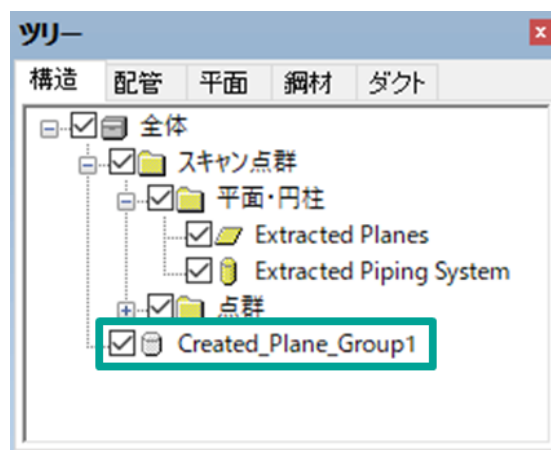 ツリー
構造 配管 平面 鋼材 ダクト
全体
スキャン点群
平面・円柱
Extracted Planes
Extracted Piping System
点群
Created_Plane_Group1